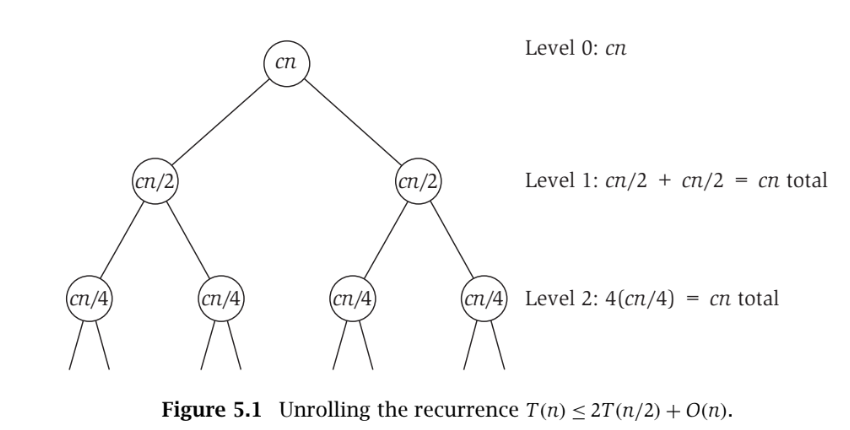 cn
Level 0: cn
cn/2 cn/2 Level 1: cn/2 + cn/2 = cn total
cn/4 cn/4 cn/4 cn/4 Level 2: 4(cn/4) = cn total
Figure 5.1 Unrolling the recurrence T(n) ≤ 2T(n/2) + O(n).